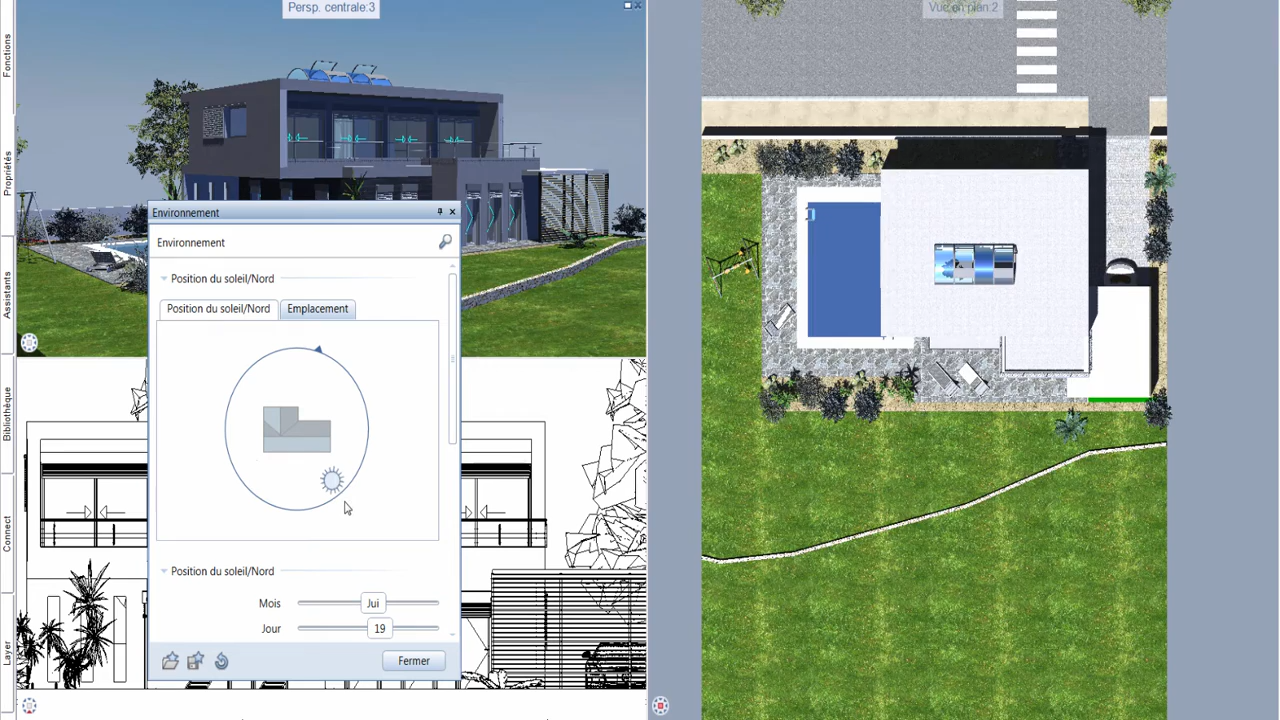 Persp. centrale:3
Vue en plan:2
Fonctions
Propriétés
Assistants
Bibliothèque
Connect
Layer
Environnement
Environnement
Position du soleil/Nord
Position du soleil/Nord
Emplacement
Position du soleil/Nord
Mois
Jui
Jour
19
Fermer